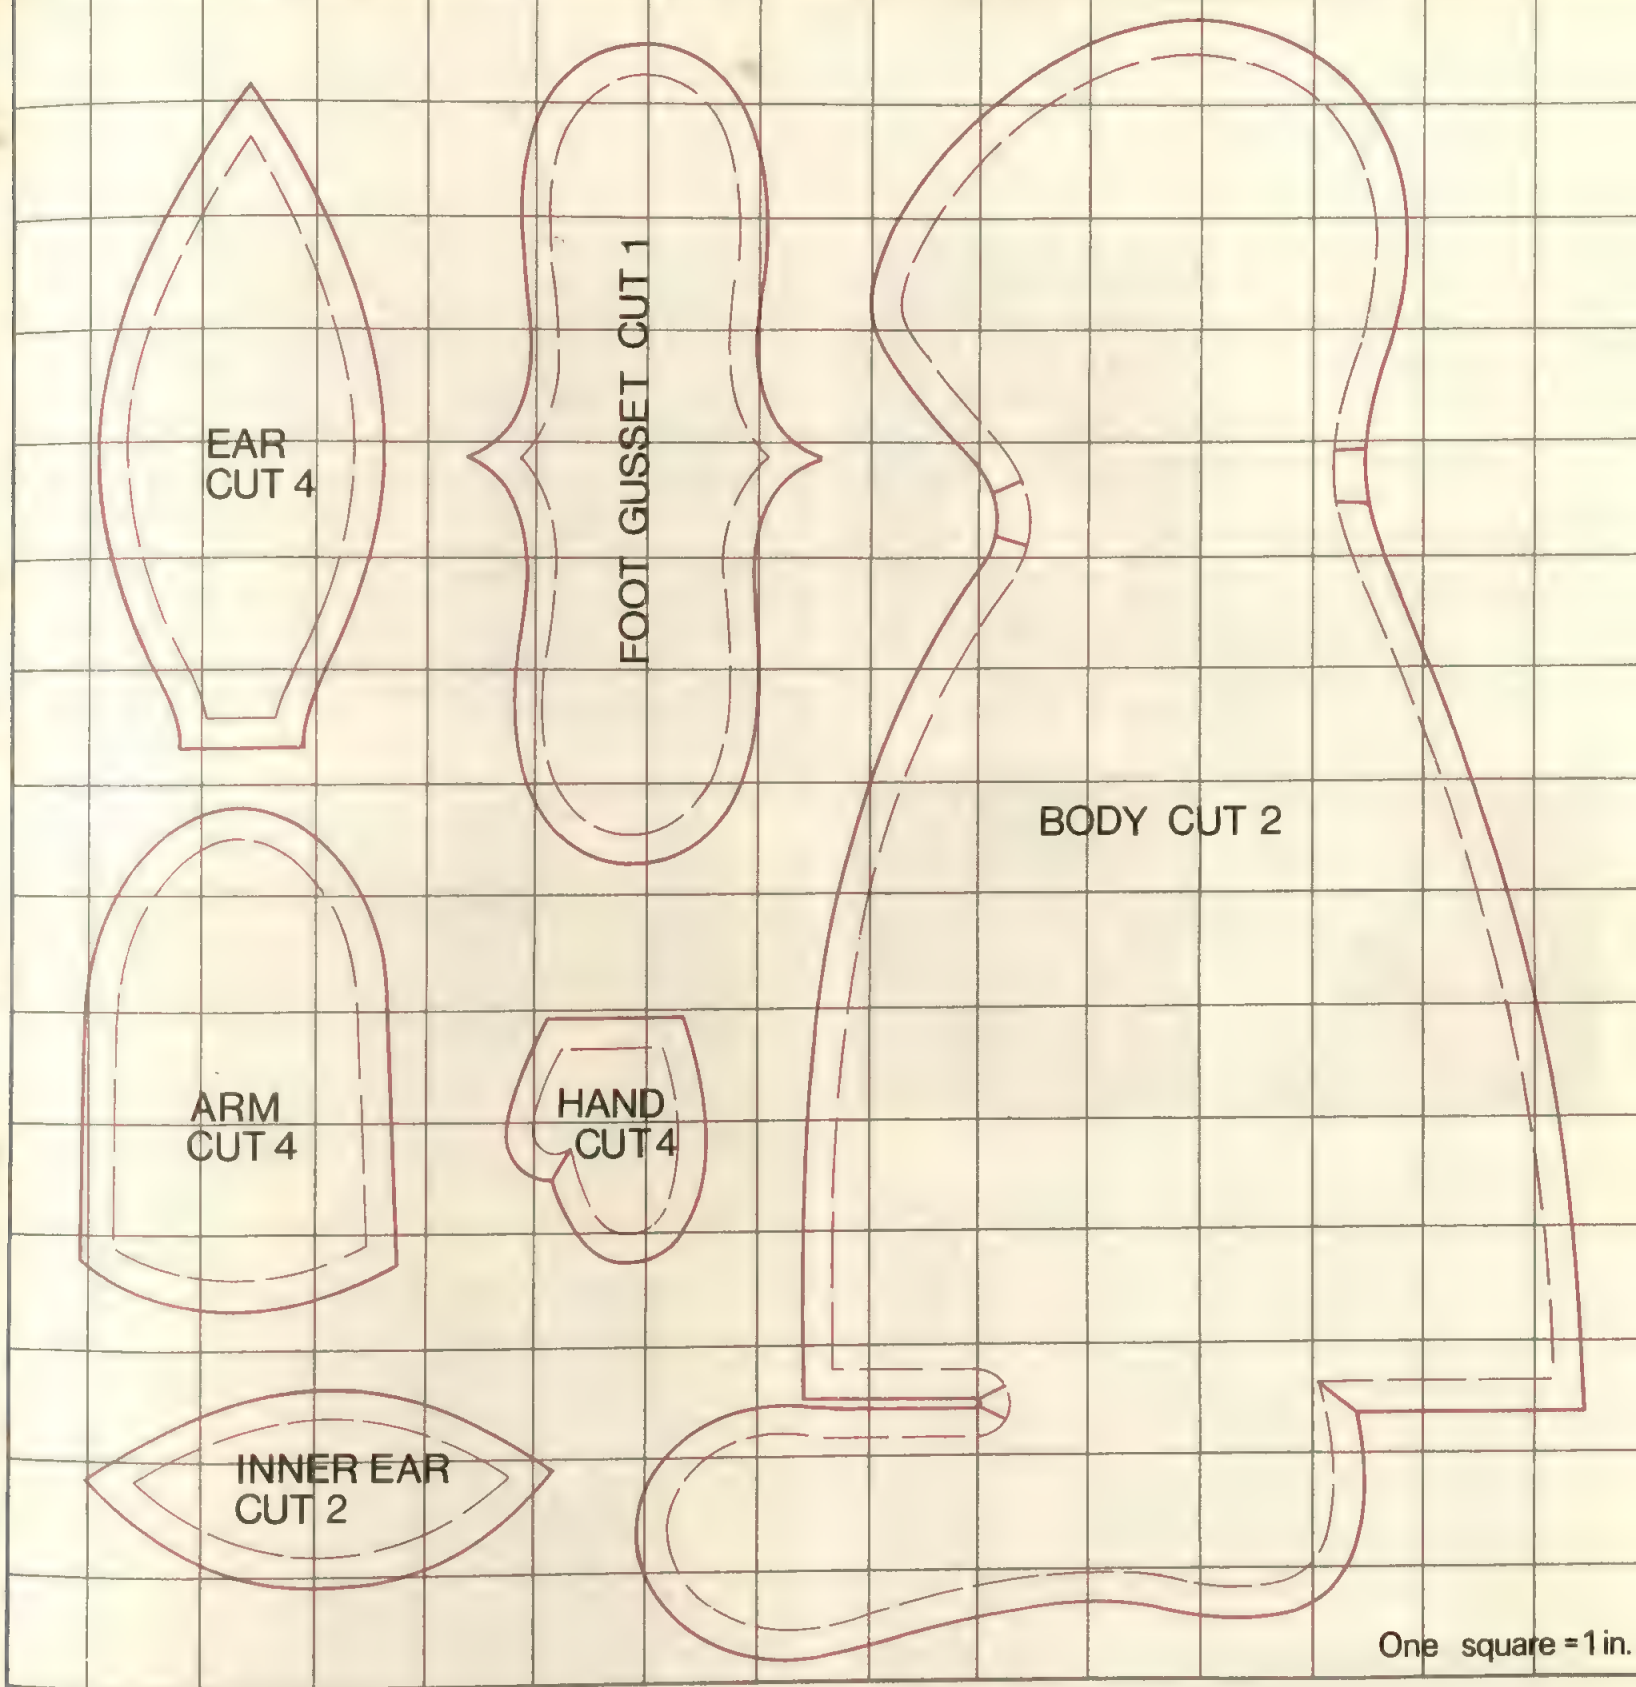 EAR
CUT 4
FOOT GUSSET CUT 1
BODY CUT 2
ARM
CUT 4
HAND
CUT 4
INNER EAR
CUT 2
One square = 1 in.